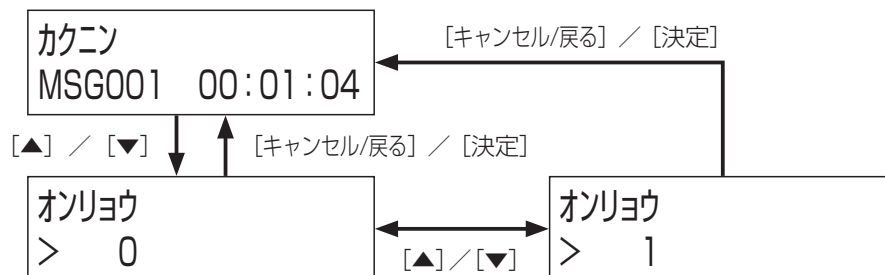 カクニン
MSG001 00:01:04
[キャンセル/戻る] ／ [決定]
[▲] ／ [▼]
[キャンセル/戻る] ／ [決定]
オンリョウ
> 0
[▲]／[▼]
オンリョウ
> 1